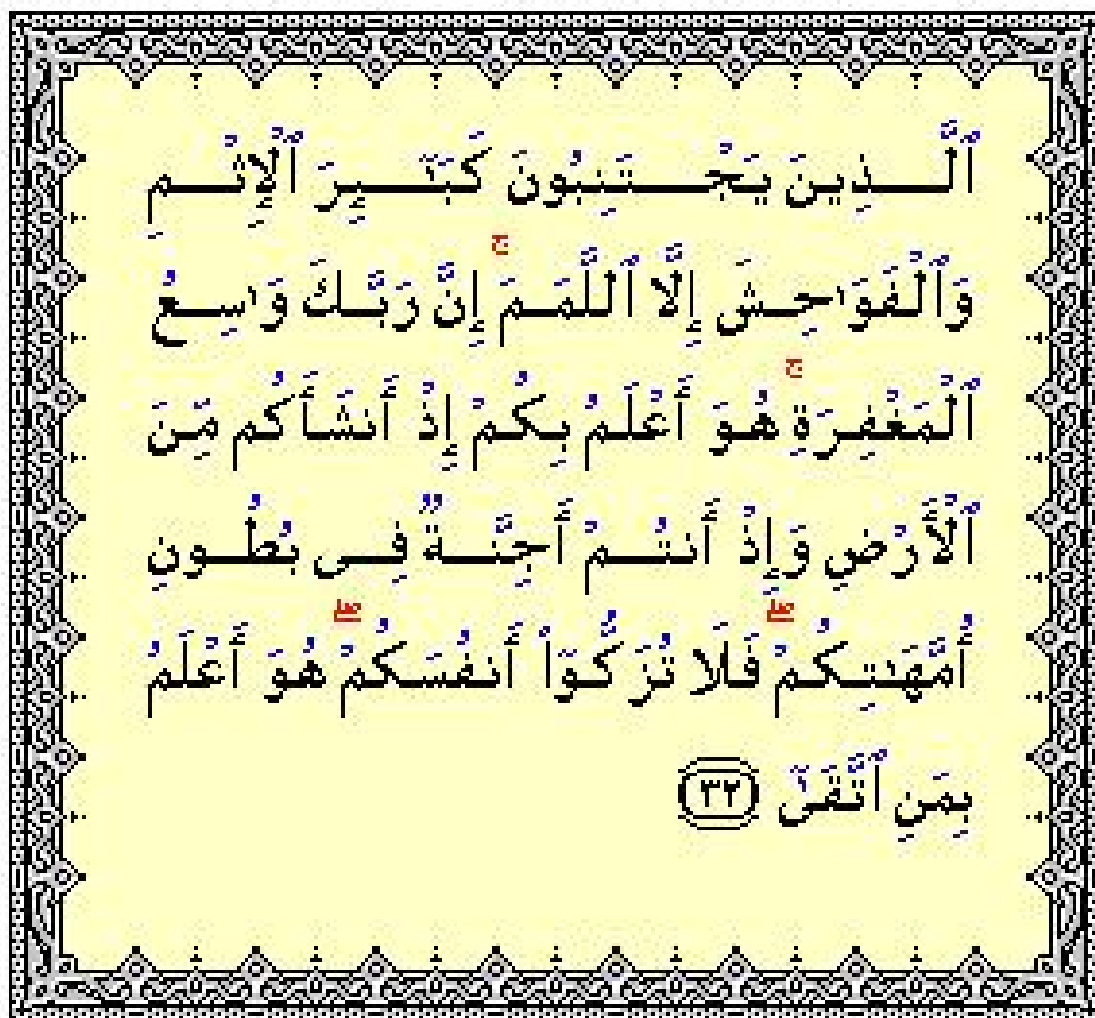 ٱلَّذِينَ يَجْتَنِبُونَ كَبَٰٓئِرَ ٱلْإِثْمِ
وَٱلْفَوَٰحِشَ إِلَّا ٱللَّمَمَ ۚ إِنَّ رَبَّكَ وَٰسِعُ
ٱلْمَغْفِرَةِ ۚ هُوَ أَعْلَمُ بِكُمْ إِذْ أَنشَأَكُم مِّنَ
ٱلْأَرْضِ وَإِذْ أَنتُمْ أَجِنَّةٌ فِى بُطُونِ
أُمَّهَٰتِكُمْ ۖ فَلَا تُزَكُّوٓا۟ أَنفُسَكُمْ ۖ هُوَ أَعْلَمُ
بِمَنِ ٱتَّقَىٰٓ ٣٢